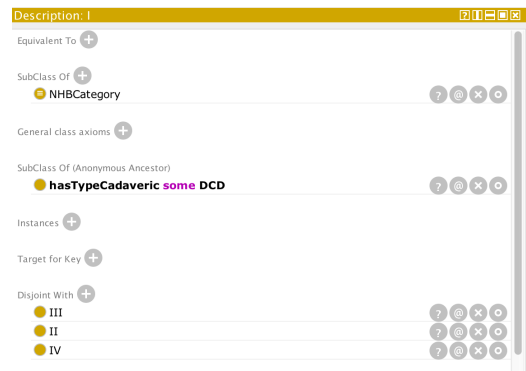 Description: I
Equivalent To
SubClass Of
NHBCategory
General class axioms
SubClass Of (Anonymous Ancestor)
hasTypeCadaveric some DCD
Instances
Target for Key
Disjoint With
III
II
IV